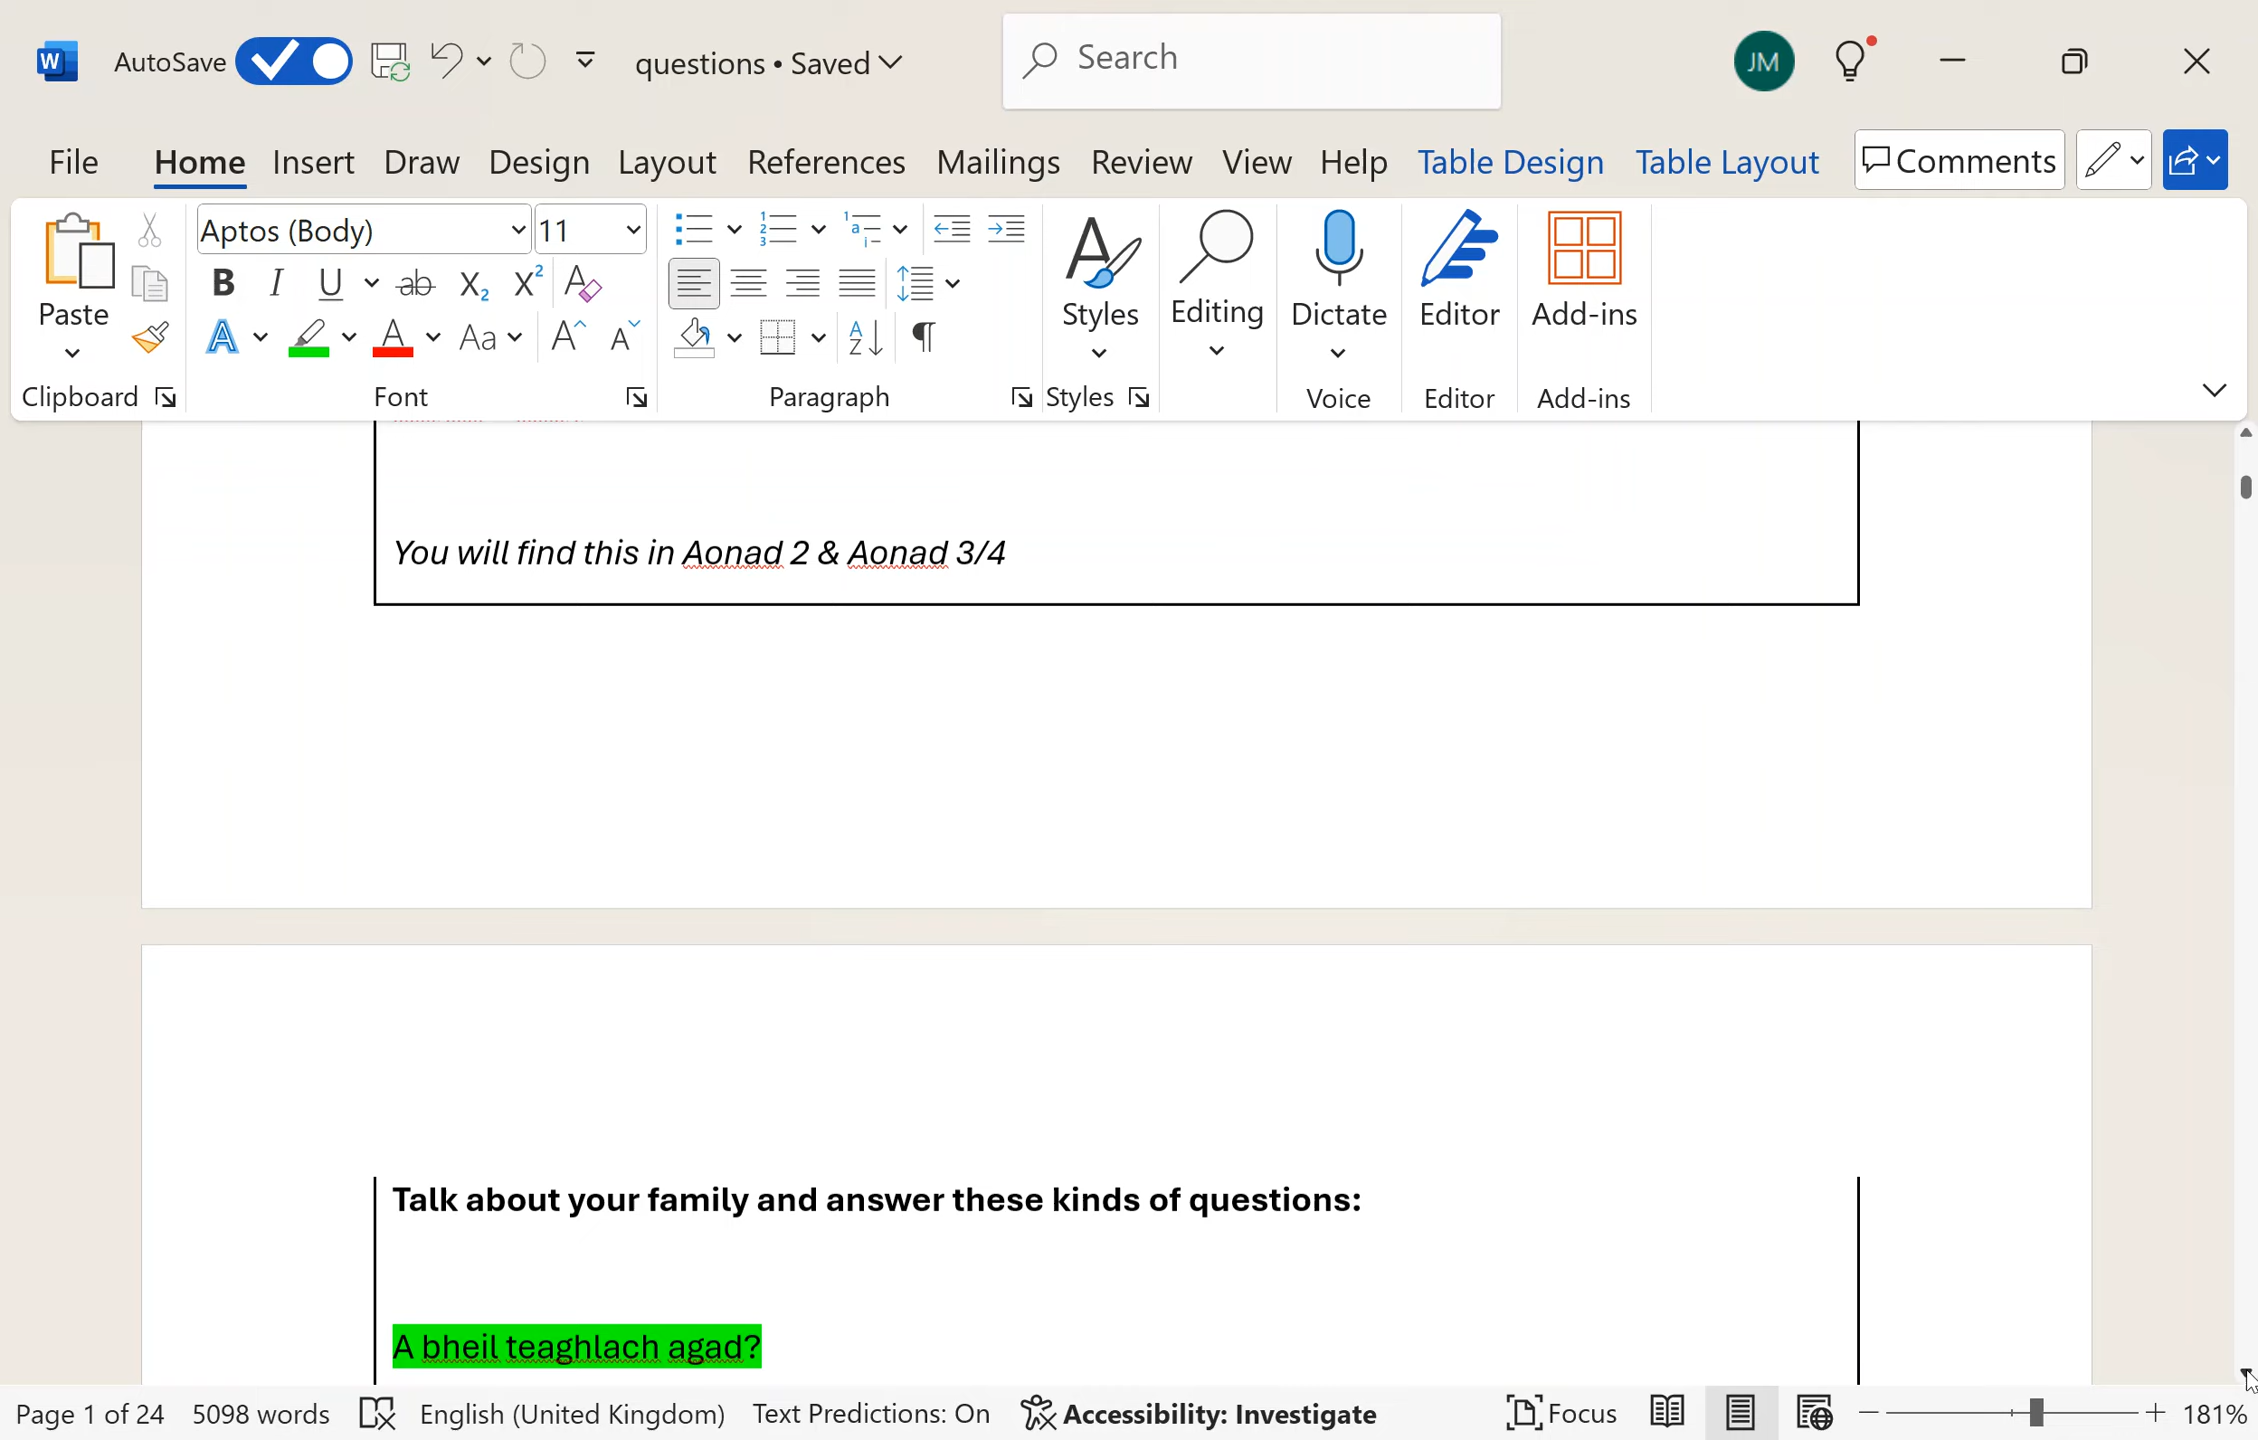 AutoSave questions • Saved Search JM
File Home Insert Draw Design Layout References Mailings Review View Help Table Design Table Layout Comments
Paste
Clipboard
Aptos (Body) 11
Font
Paragraph
Styles
Styles
Editing
Dictate
Voice
Editor
Editor
Add-ins
Add-ins
You will find this in Aonad 2 & Aonad 3/4
Talk about your family and answer these kinds of questions:
A bheil teaghlach agad?
Page 1 of 24 5098 words English (United Kingdom) Text Predictions: On Accessibility: Investigate Focus 181%